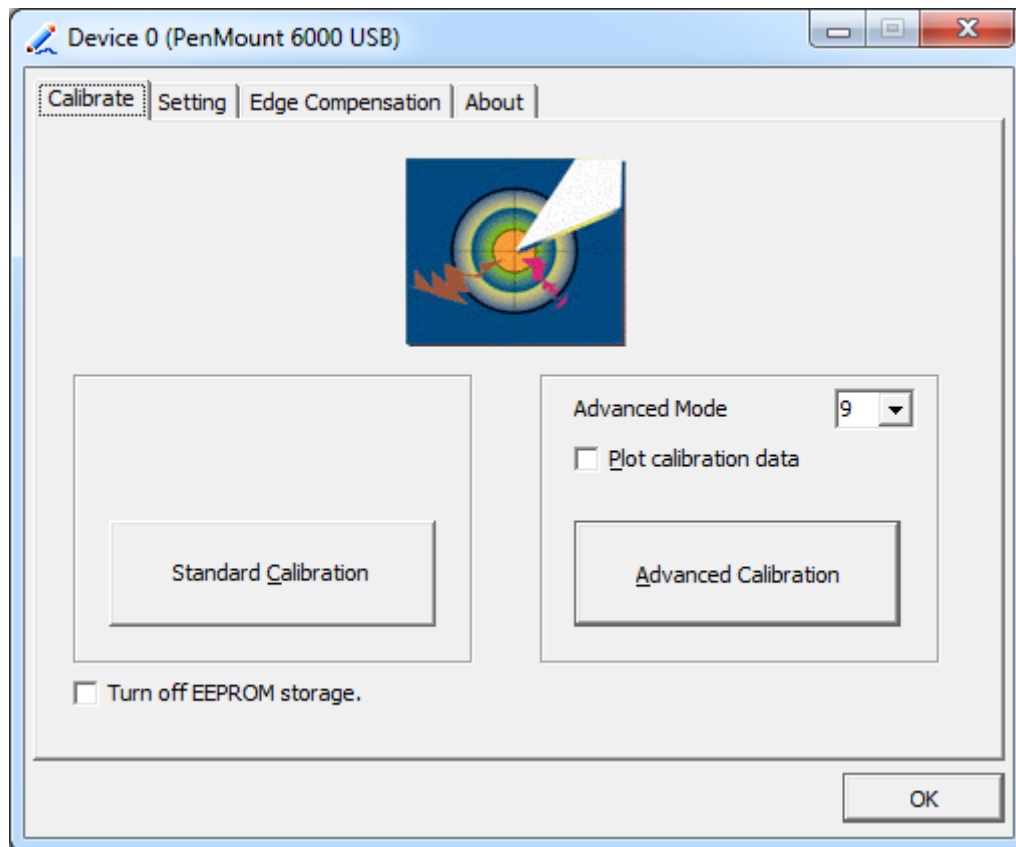 Device 0 (PenMount 6000 USB)
Calibrate Setting Edge Compensation About
Advanced Mode 9
Plot calibration data
Standard Calibration
Advanced Calibration
Turn off EEPROM storage.
OK